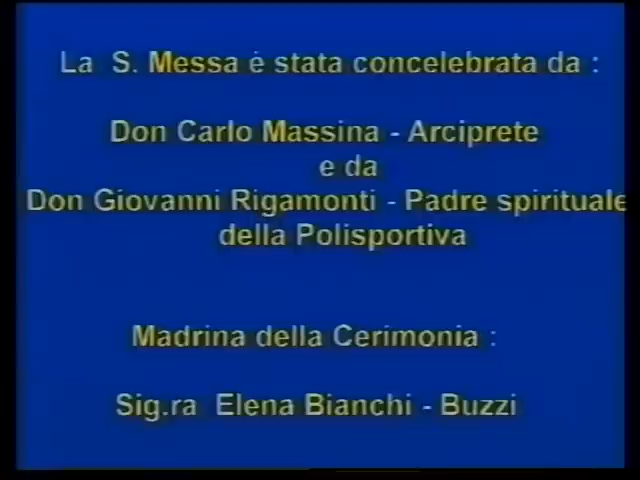 La S. Messa è stata concelebrata da :
Don Carlo Massina - Arciprete
e da
Don Giovanni Rigamonti - Padre spirituale
della Polisportiva
Madrina della Cerimonia :
Sig.ra Elena Bianchi - Buzzi